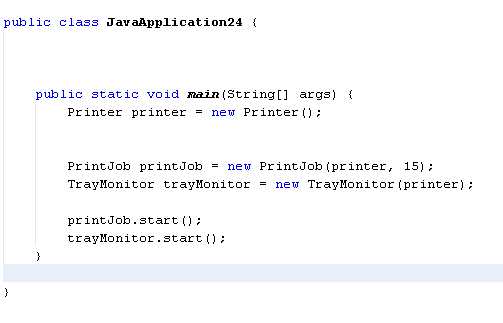 public class JavaApplication24 {
public static void main(String[] args) {
Printer printer = new Printer();
PrintJob printJob = new PrintJob(printer, 15);
TrayMonitor trayMonitor = new TrayMonitor(printer);
printJob.start();
trayMonitor.start();
}
}